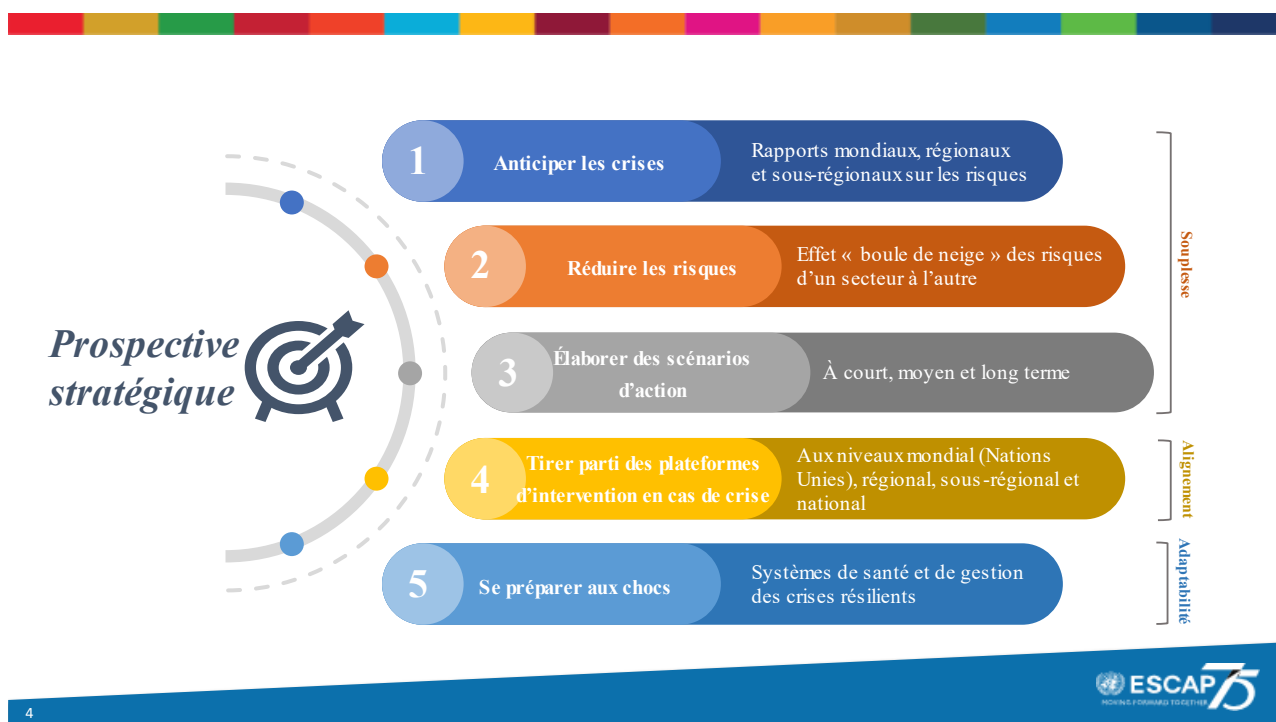 Prospective
stratégique
1
Anticiper les crises
Rapports mondiaux, régionaux
et sous-régionaux sur les risques
2
Réduire les risques
Effet « boule de neige » des risques
d’un secteur à l’autre
3
Élaborer des scénarios
d’action
À court, moyen et long terme
Souplesse
4
Tirer parti des plateformes
d’intervention en cas de crise
Aux niveaux mondial (Nations
Unies), régional, sous-régional et
national
Alignement
5
Se préparer aux chocs
Systèmes de santé et de gestion
des crises résilients
Adaptabilité
4
ESCAP 75
MOVING FORWARD TOGETHER